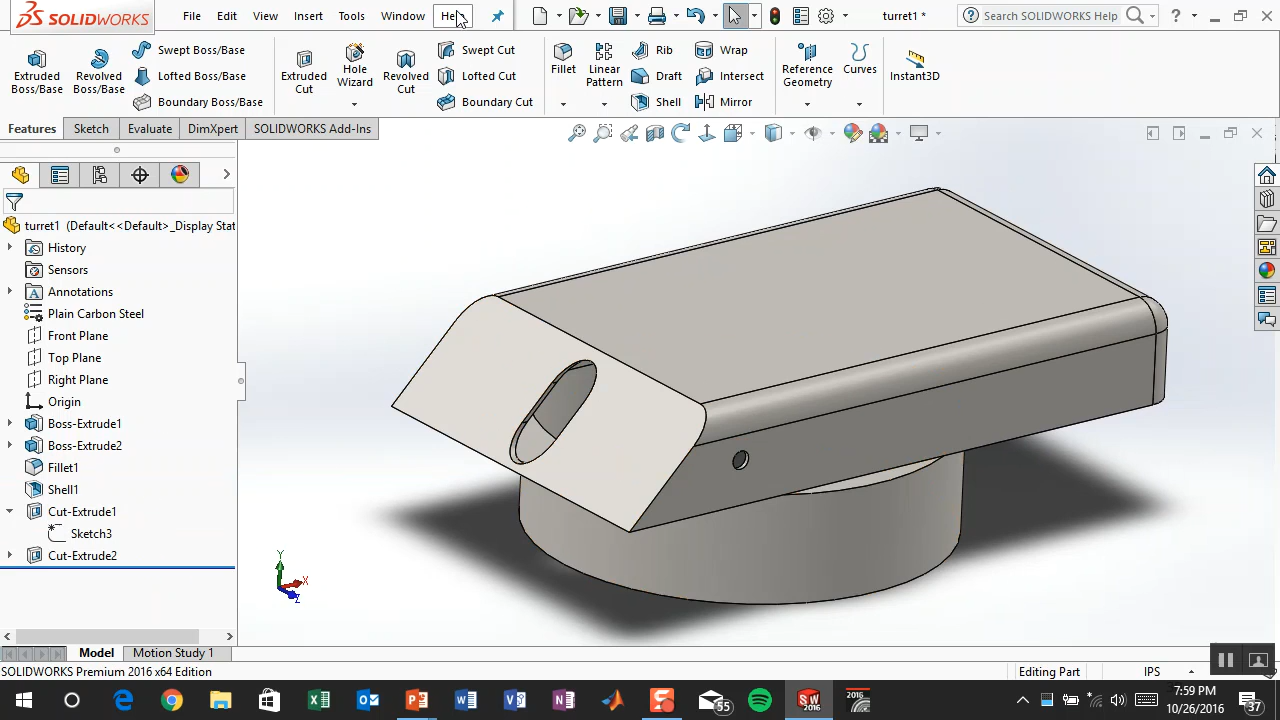 SOLIDWORKS File Edit View Insert Tools Window turret1 * Search SOLIDWORKS Help ?
Extruded Boss/Base
Revolved Boss/Base
Swept Boss/Base
Lofted Boss/Base
Boundary Boss/Base
Extruded Cut
Hole Wizard
Revolved Cut
Swept Cut
Lofted Cut
Boundary Cut
Fillet
Linear Pattern
Rib
Draft
Shell
Wrap
Intersect
Mirror
Reference Geometry
Curves
Instant3D
Features Sketch Evaluate DimXpert SOLIDWORKS Add-Ins
turret1 (Default<<Default>_Display Stat
History
Sensors
Annotations
Plain Carbon Steel
Front Plane
Top Plane
Right Plane
Origin
Boss-Extrude1
Boss-Extrude2
Fillet1
Shell1
Cut-Extrude1
Sketch3
Cut-Extrude2
Y
X
Z
Model Motion Study 1
SOLIDWORKS Premium 2016 x64 Edition Editing Part IPS
55
SW 2016
2016
7:59 PM
10/26/2016
37